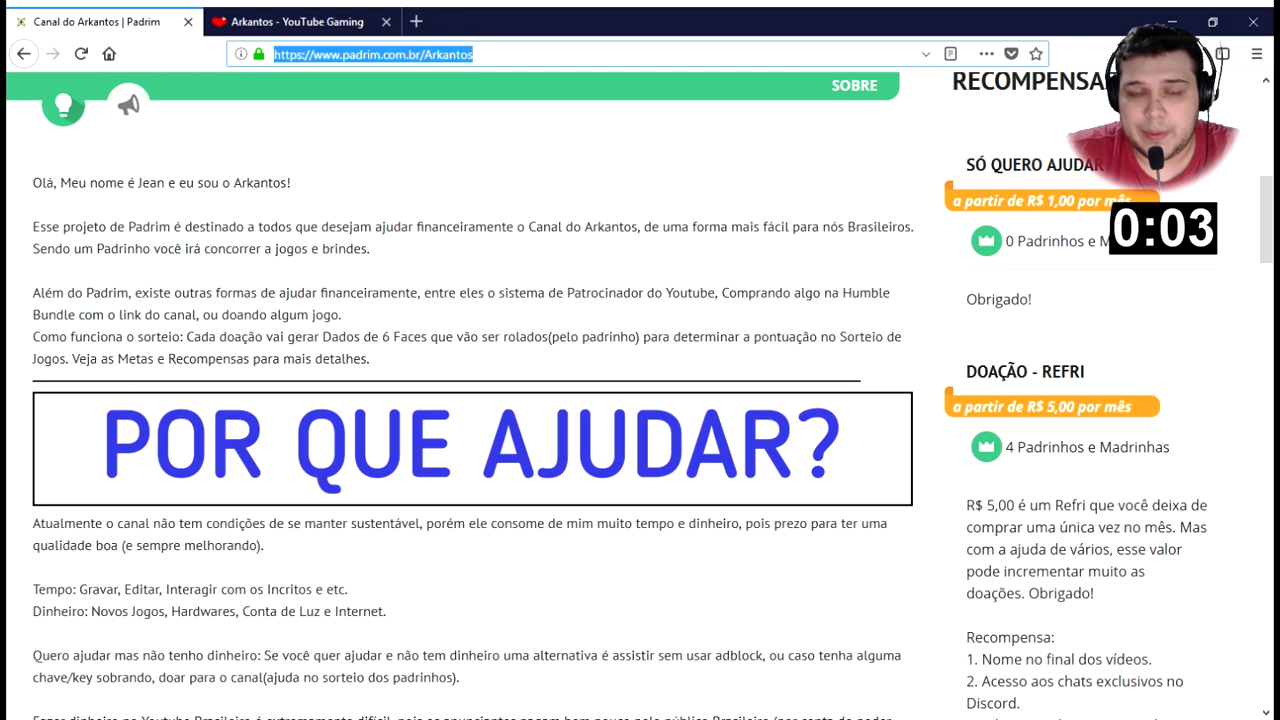 Canal do Arkantos | Padrim
Arkantos - YouTube Gaming
https://www.padrim.com.br/Arkantos
SOBRE
Olá, Meu nome é Jean e eu sou o Arkantos!
Esse projeto de Padrim é destinado a todos que desejam ajudar financeiramente o Canal do Arkantos, de uma forma mais fácil para nós Brasileiros.
Sendo um Padrinho você irá concorrer a jogos e brindes.
Além do Padrim, existe outras formas de ajudar financeiramente, entre eles o sistema de Patrocinador do Youtube, Comprando algo na Humble
Bundle com o link do canal, ou doando algum jogo.
Como funciona o sorteio: Cada doação vai gerar Dados de 6 Faces que vão ser rolados(pelo padrinho) para determinar a pontuação no Sorteio de
Jogos. Veja as Metas e Recompensas para mais detalhes.
POR QUE AJUDAR?
Atualmente o canal não tem condições de se manter sustentável, porém ele consome de mim muito tempo e dinheiro, pois prezo para ter uma
qualidade boa (e sempre melhorando).
Tempo: Gravar, Editar, Interagir com os Incritos e etc.
Dinheiro: Novos Jogos, Hardwares, Conta de Luz e Internet.
Quero ajudar mas não tenho dinheiro: Se você quer ajudar e não tem dinheiro uma alternativa é assistir sem usar adblock, ou caso tenha alguma
chave/key sobrando, doar para o canal(ajuda no sorteio dos padrinhos).
RECOMPENSA
SÓ QUERO AJUDAR
a partir de R$ 1,00 por mês
0:03
0 Padrinhos e M
Obrigado!
DOAÇÃO - REFRI
a partir de R$ 5,00 por mês
4 Padrinhos e Madrinhas
R$ 5,00 é um Refri que você deixa de
comprar uma única vez no mês. Mas
com a ajuda de vários, esse valor
pode incrementar muito as
doações. Obrigado!
Recompensa:
1. Nome no final dos vídeos.
2. Acesso aos chats exclusivos no
Discord.